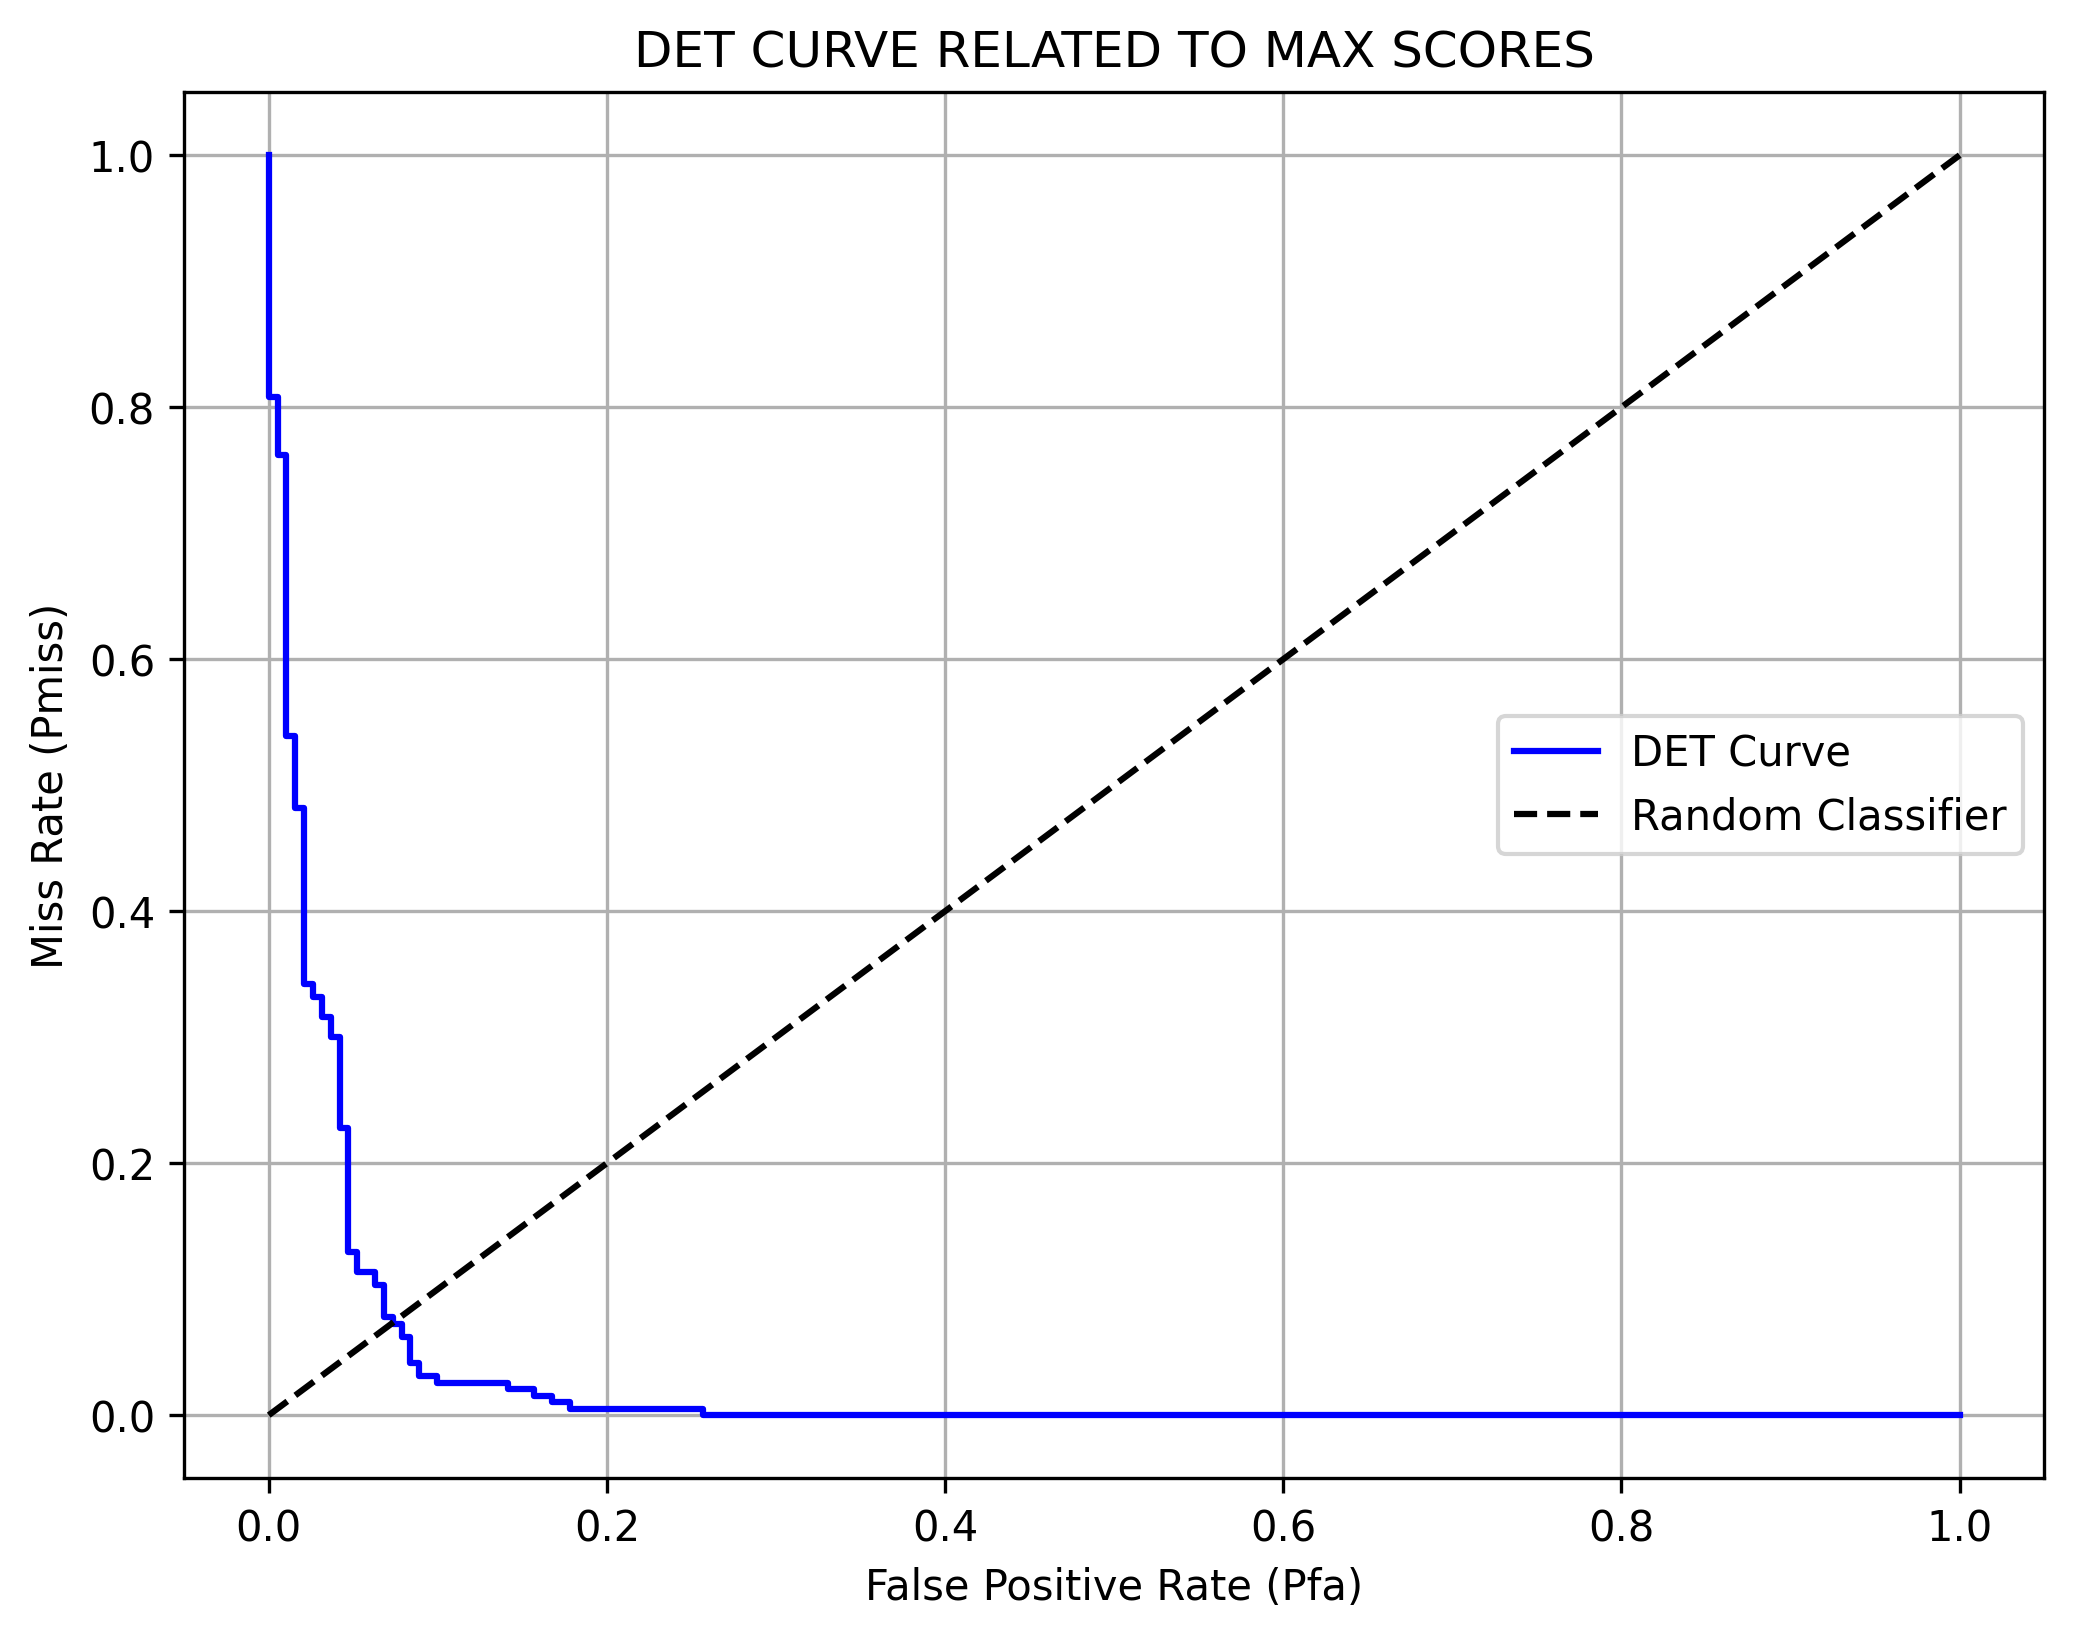 DET CURVE RELATED TO MAX SCORES
1.0
0.8
0.6
0.4
0.2
0.0
Miss Rate (Pmiss)
DET Curve
Random Classifier
0.0 0.2 0.4 0.6 0.8 1.0
False Positive Rate (Pfa)